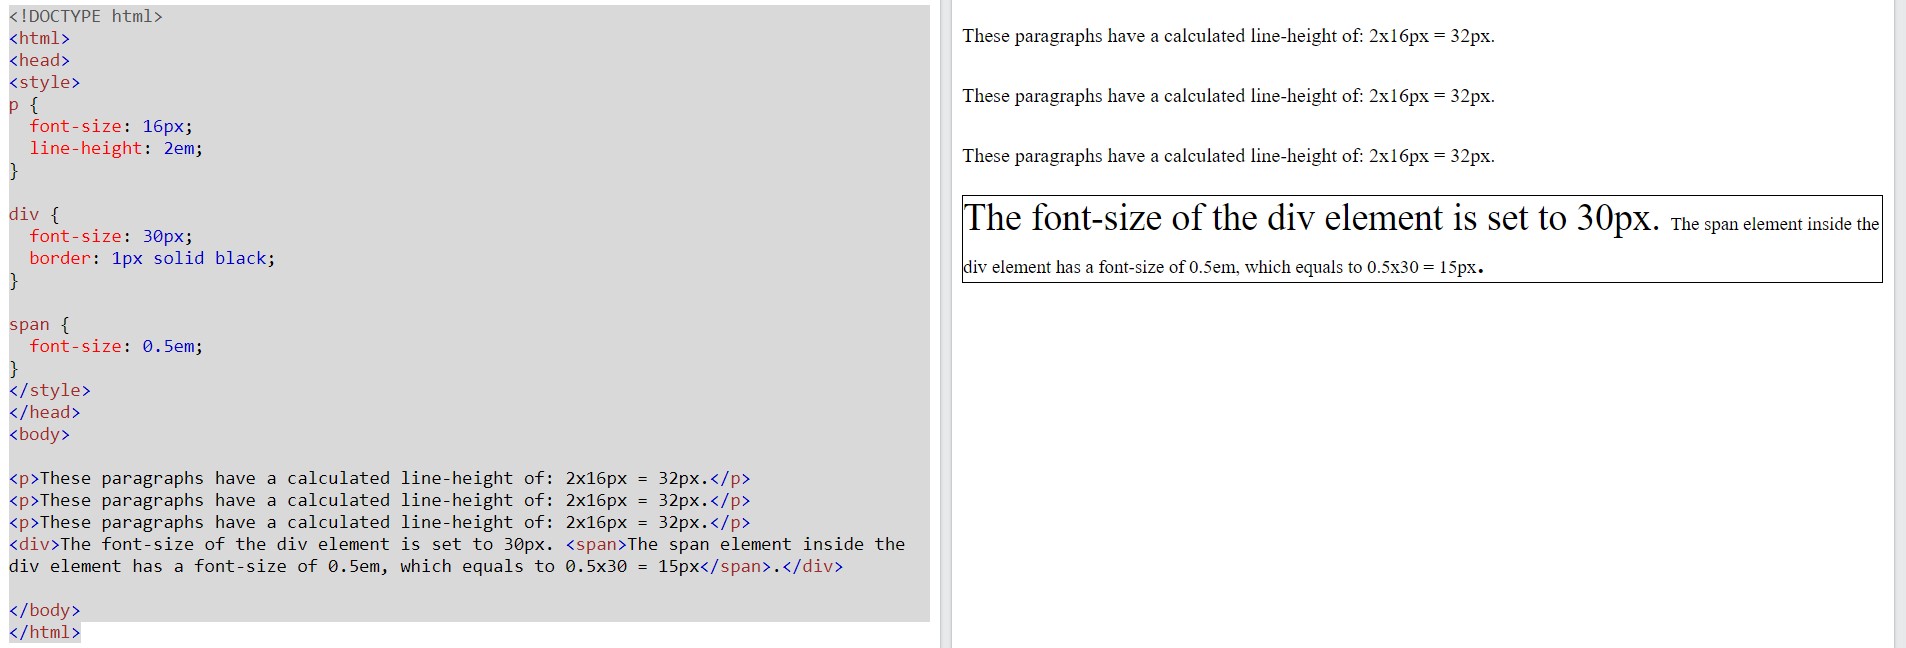 <!DOCTYPE html>
<html>
<head>
<style>
p {
  font-size: 16px;
  line-height: 2em;
}

div {
  font-size: 30px;
  border: 1px solid black;
}

span {
  font-size: 0.5em;
}
</style>
</head>
<body>

<p>These paragraphs have a calculated line-height of: 2x16px = 32px.</p>
<p>These paragraphs have a calculated line-height of: 2x16px = 32px.</p>
<p>These paragraphs have a calculated line-height of: 2x16px = 32px.</p>
<div>The font-size of the div element is set to 30px. <span>The span element inside the
div element has a font-size of 0.5em, which equals to 0.5x30 = 15px</span>.</div>

</body>
</html>
These paragraphs have a calculated line-height of: 2x16px = 32px.
These paragraphs have a calculated line-height of: 2x16px = 32px.
These paragraphs have a calculated line-height of: 2x16px = 32px.
The font-size of the div element is set to 30px. The span element inside the
div element has a font-size of 0.5em, which equals to 0.5x30 = 15px.